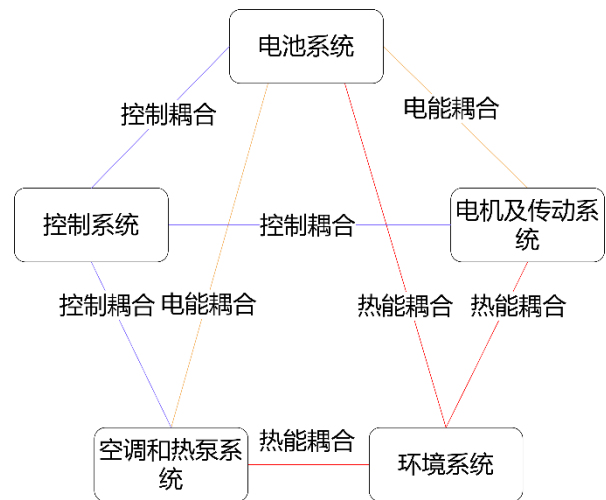 电池系统
控制耦合
电能耦合
控制系统
控制耦合
电机及传动系
统
控制耦合
电能耦合
热能耦合
热能耦合
空调和热泵系
统
热能耦合
环境系统